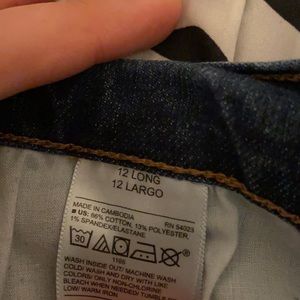 12 LONG
12 LARGO
MADE IN CAMBODIA RN 54023
US: 86% COTTON, 13% POLYESTER
1% SPANDEX/ELASTANE
30
1166
WASH INSIDE OUT/ MACHINE WASH
COLD/ WASH AND DRY WITH LIKE
COLORS/ ONLY NON-CHLORINE
BLEACH WHEN NEEDED/ TUMBLE
LOW/ WARM IRON